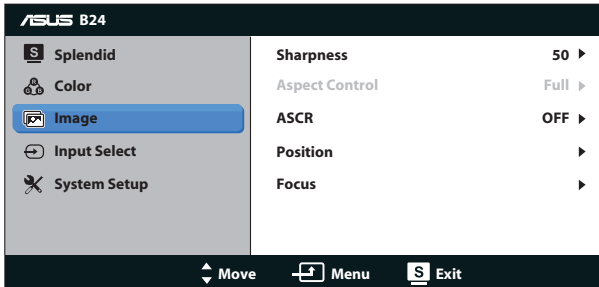 ASUS B24
S Splendid
R G B Color
Image
Input Select
System Setup
Sharpness 50
Aspect Control Full
ASCR OFF
Position
Focus
Move Menu S Exit